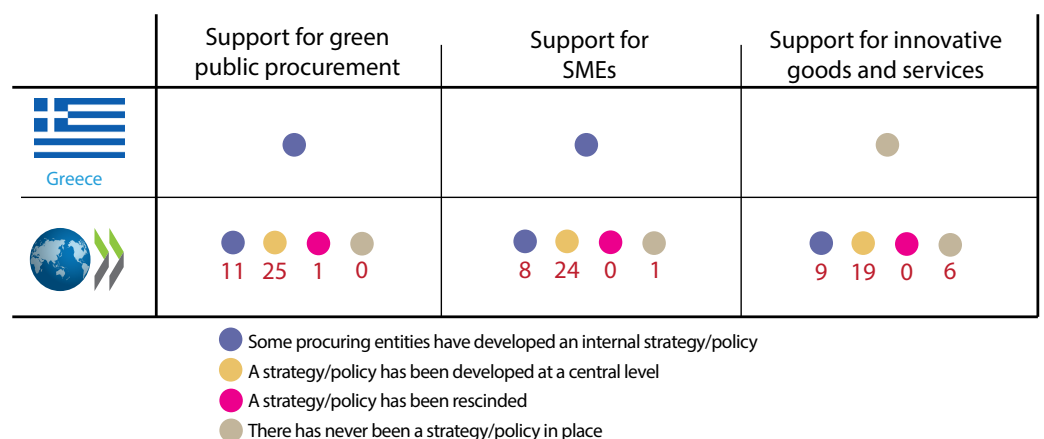 Support for green
public procurement
Support for
SMEs
Support for innovative
goods and services
Greece
11 25 1 0
8 24 0 1
9 19 0 6
Some procuring entities have developed an internal strategy/policy
A strategy/policy has been developed at a central level
A strategy/policy has been rescinded
There has never been a strategy/policy in place